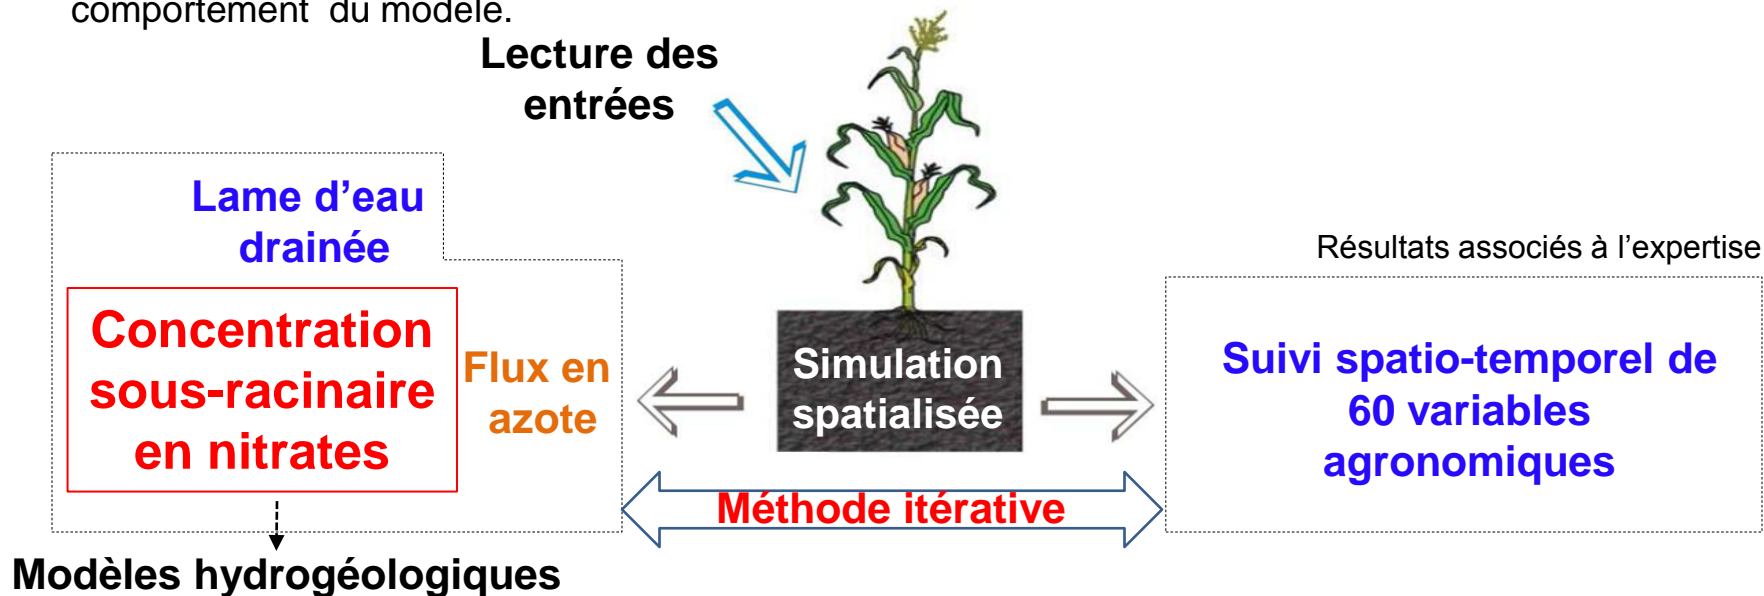 comportement du modèle.
Lecture des
entrées
Lame d’eau
drainée
Concentration
sous-racinaire
en nitrates
Flux en
azote
Simulation
spatialisée
Résultats associés à l’expertise
Suivi spatio-temporel de
60 variables
agronomiques
Méthode itérative
Modèles hydrogéologiques